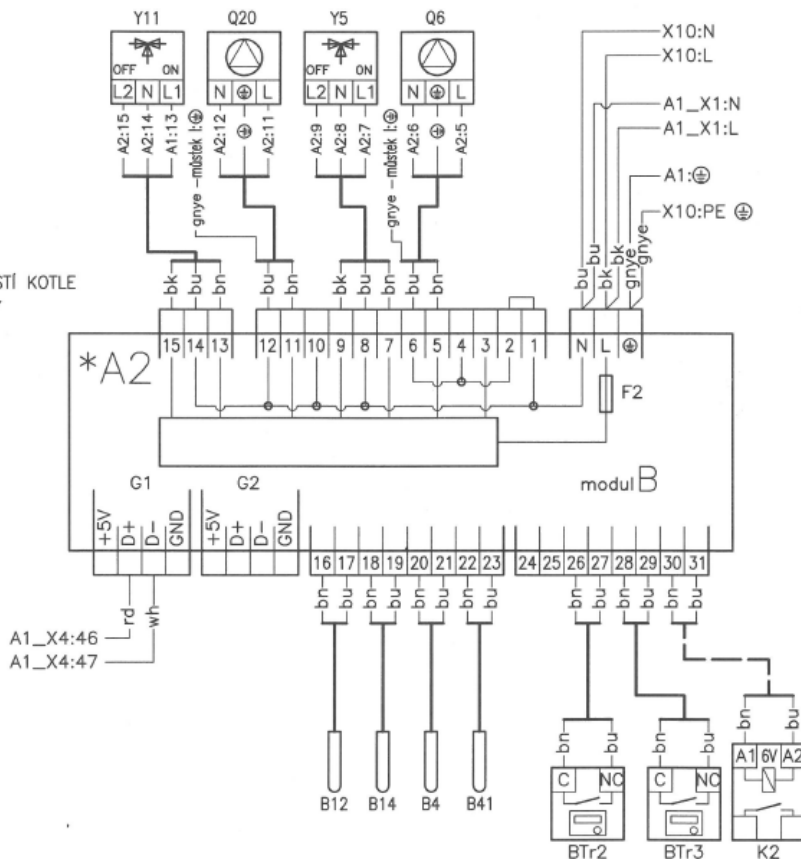 Y11 Q20 Y5 Q6
X10:N
X10:L
OFF ON
OFF ON
L2 N L1
N L
L2 N L1
N L
A1_X1:N
A1_X1:L
A2:15 A2:14 A1:13
A2:12 A2:11
A2:9 A2:8 A2:7
A2:6 A2:5
gnye -můstek I:
gnye -můstek I:
A1:
X10:PE
bu bu bk bk gnye gnye
STÍ KOTLE
bk bu bn
bu bn
bk bu bn
bu bn
15 14 13
12 11 10 9 8 7 6 5 4 3 2 1
N L
*A2
F2
G1 G2
modul B
+5V D+ D- GND
+5V D+ D- GND
16 17 18 19 20 21 22 23
24 25 26 27 28 29 30 31
rd wh
bn bu bn bu bn bu bn bu
bn bu bn bu bn bu
A1_X4:46
A1_X4:47
bn bu bn bu bn bu
C NC
C NC
A1 6V A2
B12 B14 B4 B41
BTr2 BTr3 K2